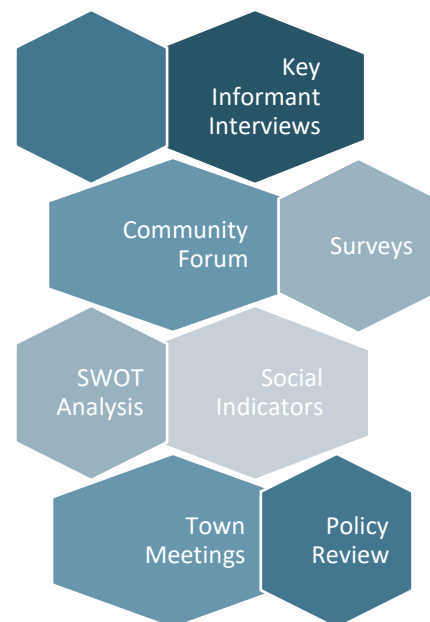 Key
Informant
Interviews
Community
Forum
Surveys
SWOT
Analysis
Social
Indicators
Town
Meetings
Policy
Review